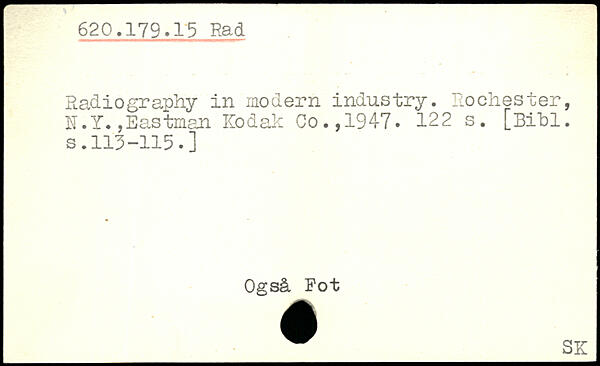 620.179.15 Rad
Radiography in modern industry. Rochester,
N.Y.,Eastman Kodak Co.,1947. 122 s. [Bibl.
s.113-115.]
Også Fot
SK